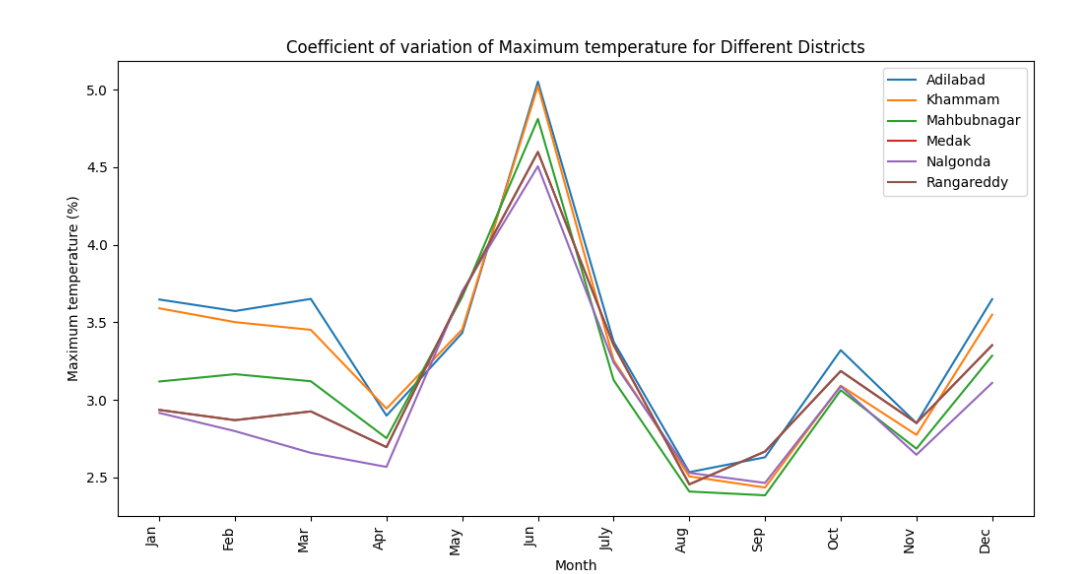 Coefficient of variation of Maximum temperature for Different Districts
Adilabad
Khammam
Mahbubnagar
Medak
Nalgonda
Rangareddy
Maximum temperature (%)
5.0
4.5
4.0
3.5
3.0
2.5
Jan
Feb
Mar
Apr
May
Jun
July
Aug
Sep
Oct
Nov
Dec
Month